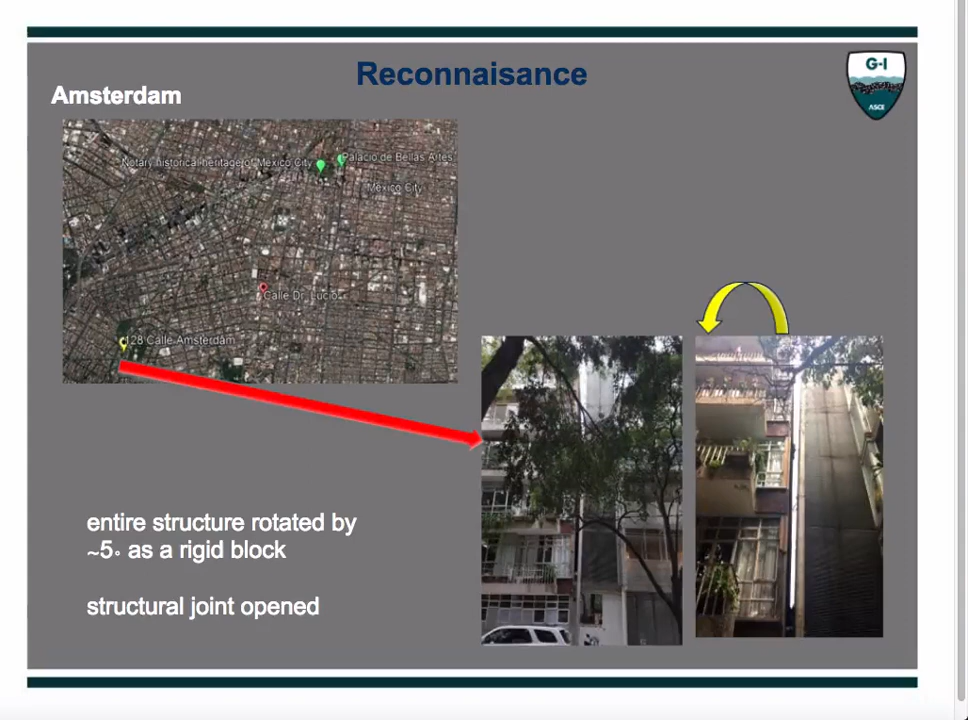 Reconnaisance
G-I
ASCE
Amsterdam
Notary historical heritage of Mexico City
Palacio de Bellas Artes
Mexico City
Calle Dr. Lucio
128 Calle Amsterdam
entire structure rotated by
~5◦ as a rigid block
structural joint opened